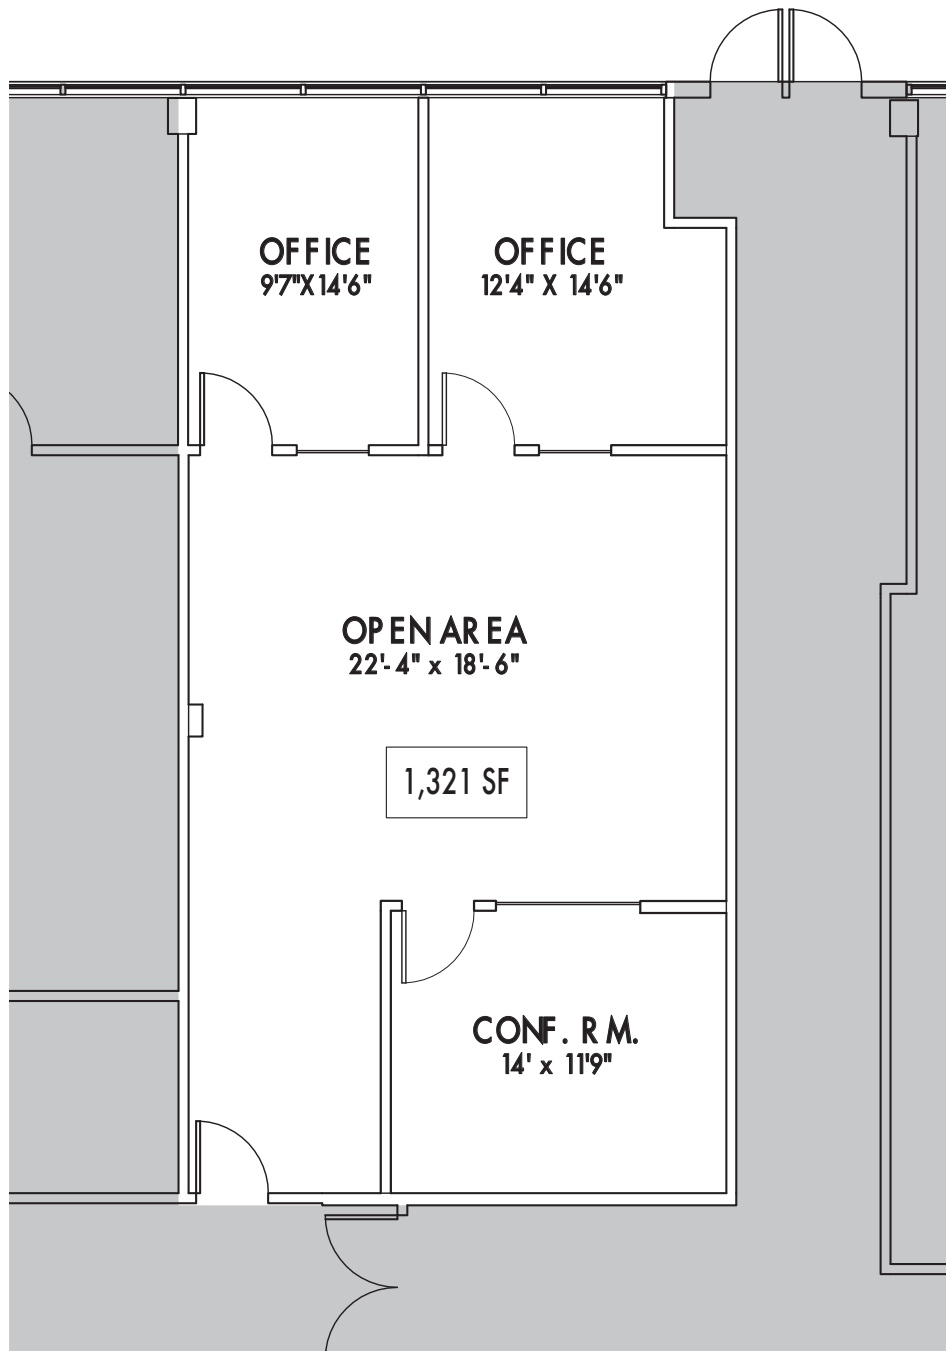 OFFICE
9'7"X14'6"
OFFICE
12'4" X 14'6"
OPEN AREA
22'-4" x 18'-6"
1,321 SF
CONF. RM.
14' x 11'9"